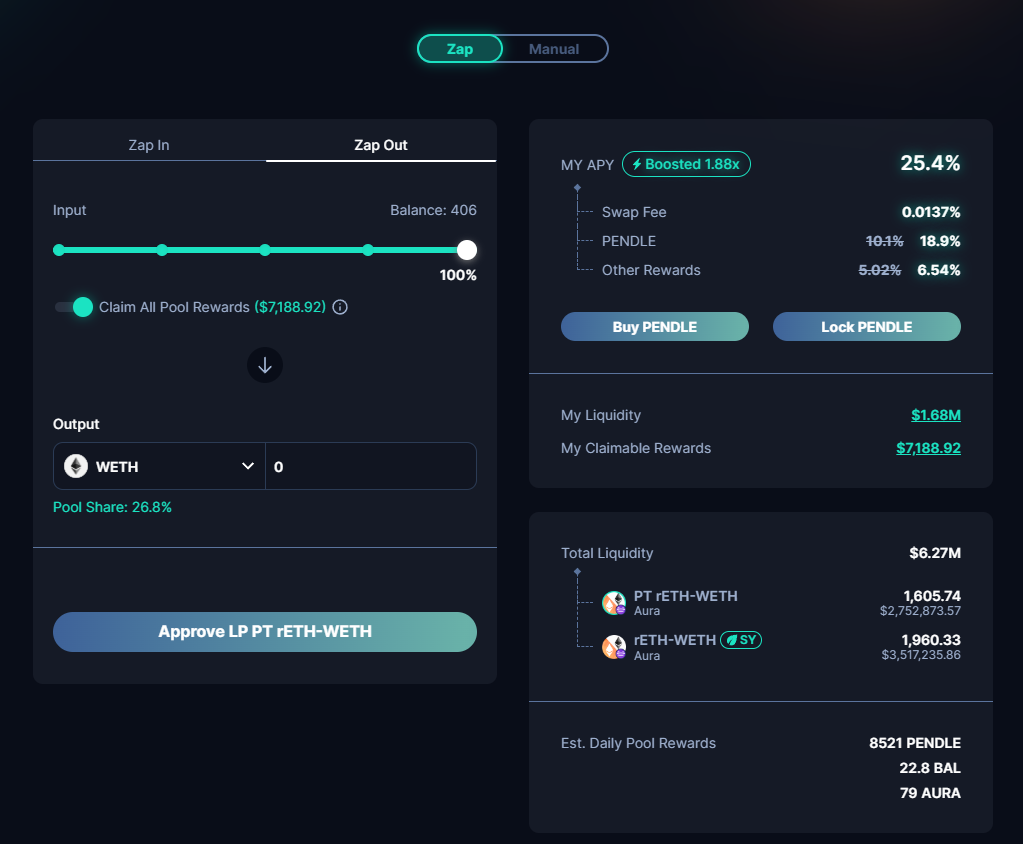 Zap Manual
Zap In Zap Out
Input Balance: 406
100%
Claim All Pool Rewards ($7,188.92)
Output
WETH 0
Pool Share: 26.8%
Approve LP PT rETH-WETH
MY APY Boosted 1.88x 25.4%
Swap Fee 0.0137%
PENDLE 10.1% 18.9%
Other Rewards 5.02% 6.54%
Buy PENDLE Lock PENDLE
My Liquidity $1.68M
My Claimable Rewards $7,188.92
Total Liquidity $6.27M
PT rETH-WETH 1,605.74
Aura $2,752,873.57
rETH-WETH SY 1,960.33
Aura $3,517,235.86
Est. Daily Pool Rewards 8521 PENDLE
22.8 BAL
79 AURA